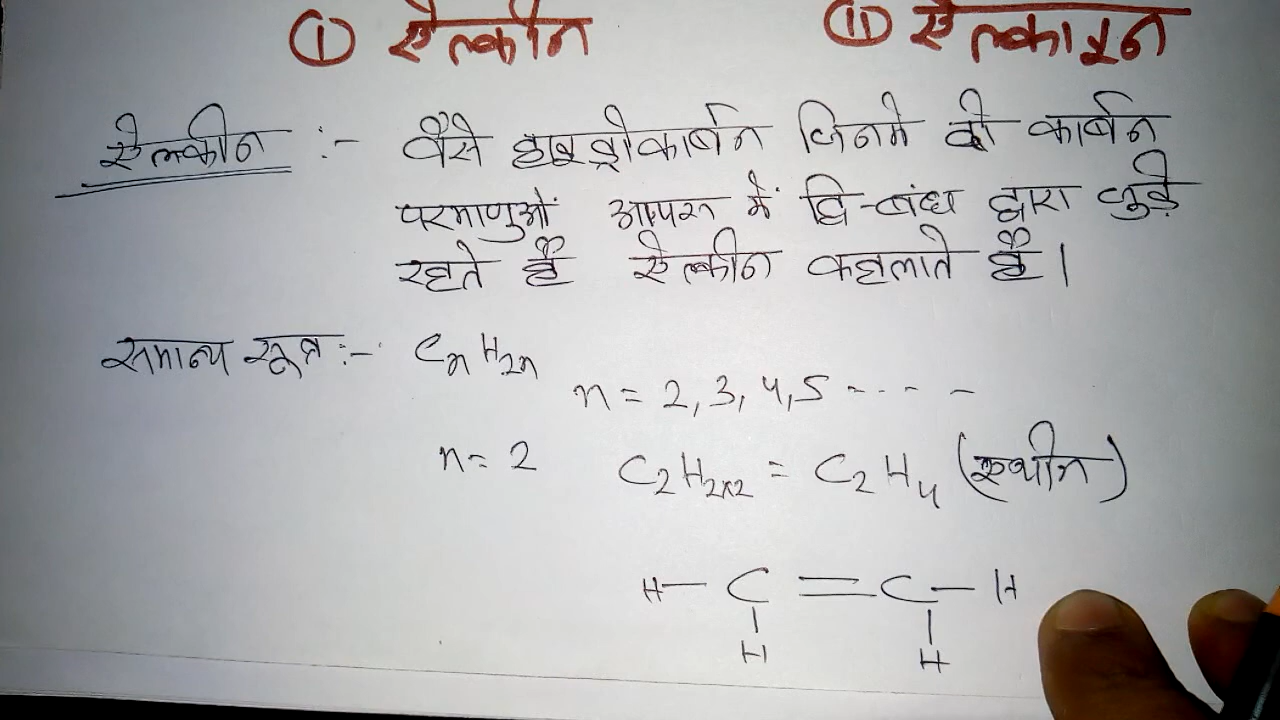 (i) ऐल्कीन (ii) ऐल्काइन
ऐल्कीन :- वैसे हाइड्रोकार्बन जिनमे दो कार्बन
परमाणुओं आपस में द्वि-बंध द्वारा जुड़े
रहते हैं ऐल्कीन कहलाते हैं।
समान्य सूत्र :- CnH2n
n = 2, 3, 4, 5 - - - -
n = 2 C2H2x2 = C2H4 (एथीन)
H - C = C - H
H H